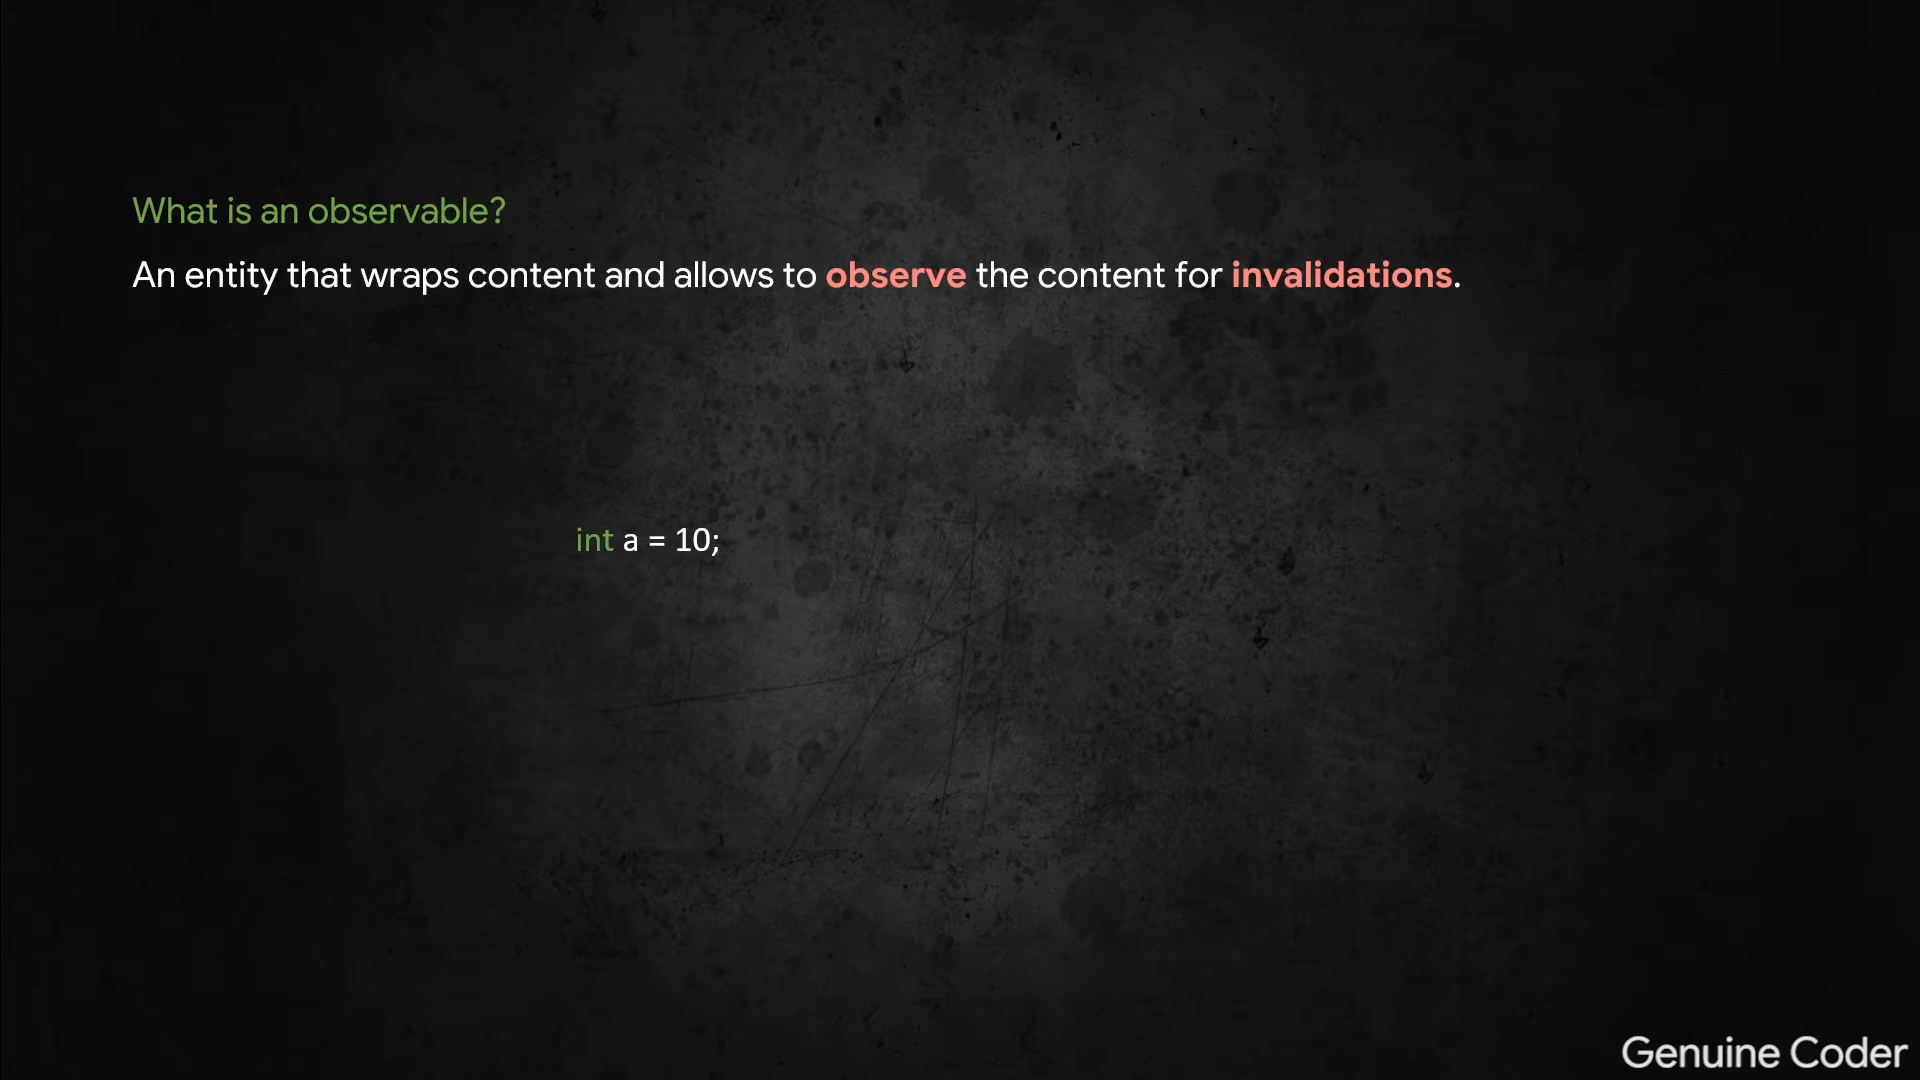 What is an observable?
An entity that wraps content and allows to observe the content for invalidations.
int a = 10;
Genuine Coder